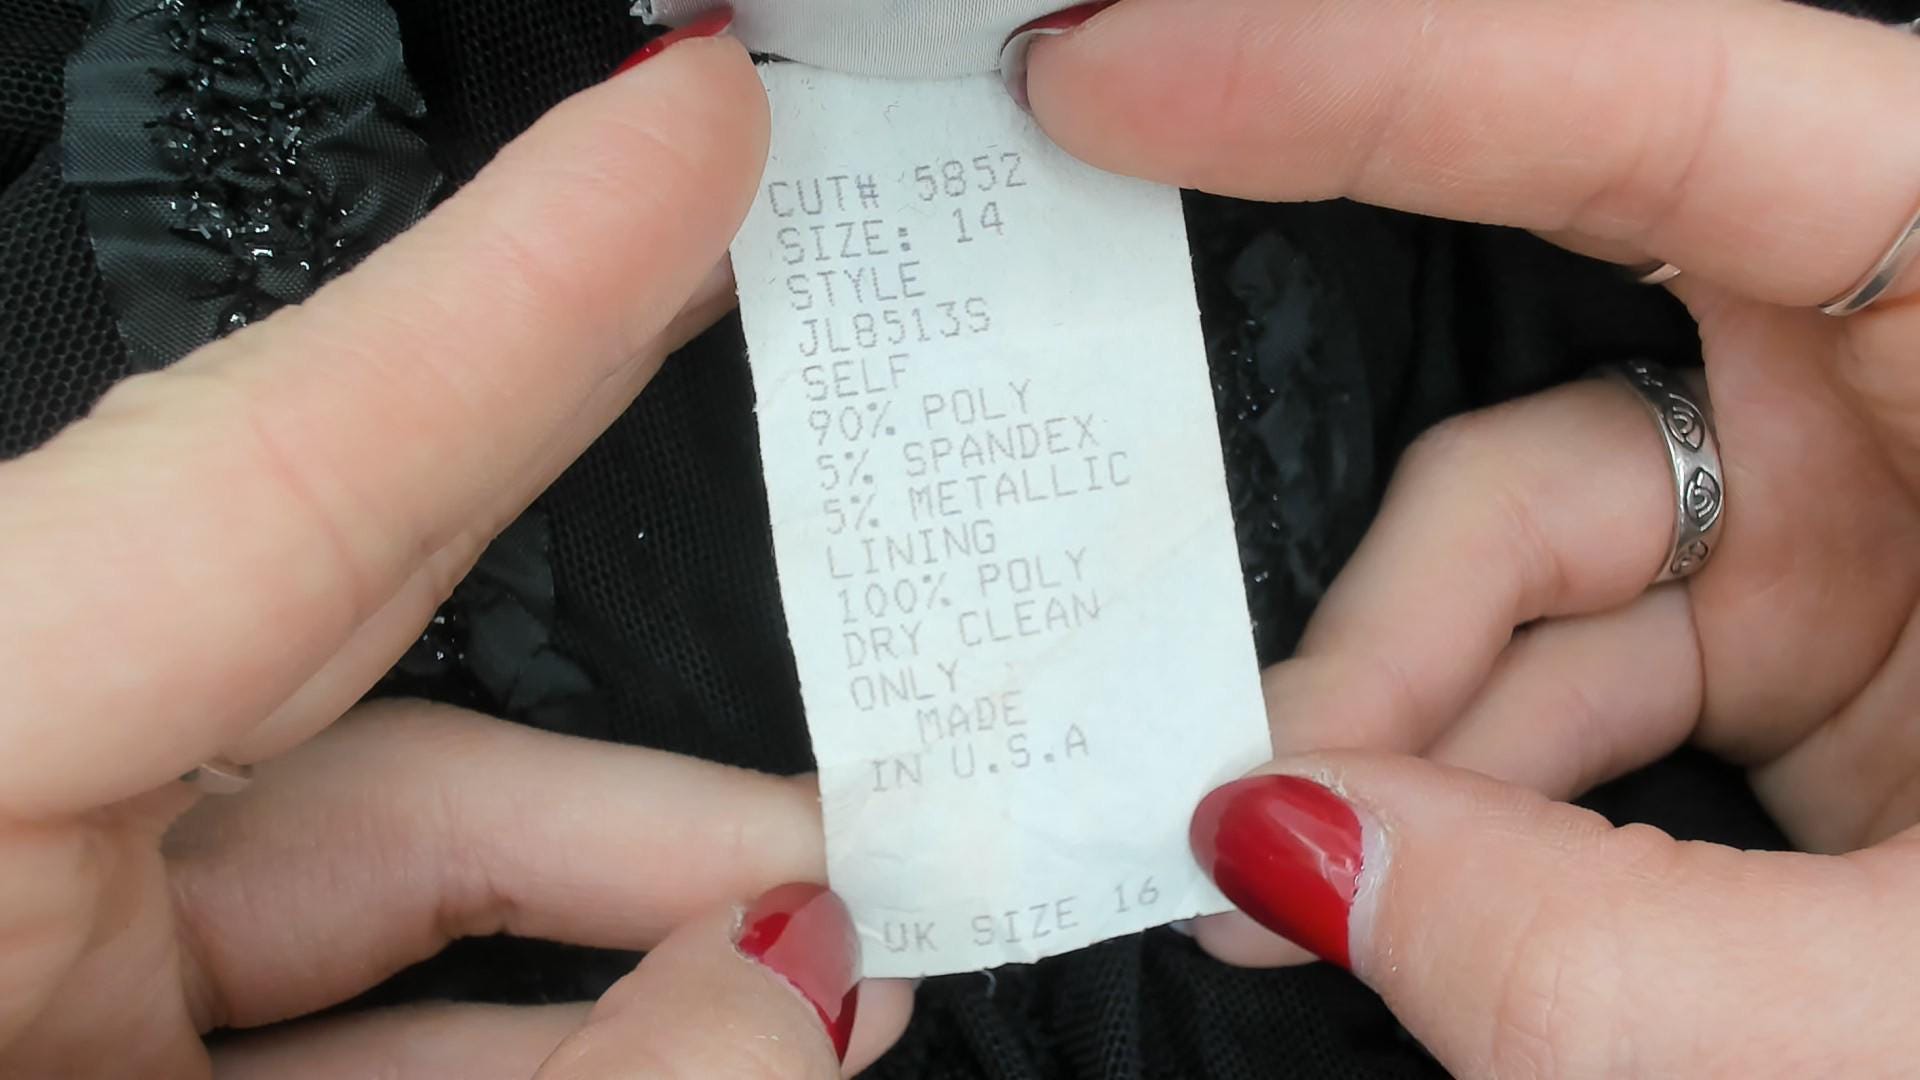 CUT# 5852
SIZE: 14
STYLE
JL8513S
SELF
90% POLY
5% SPANDEX
5% METALLIC
LINING
100% POLY
DRY CLEAN
ONLY
MADE
IN U.S.A
UK SIZE 16